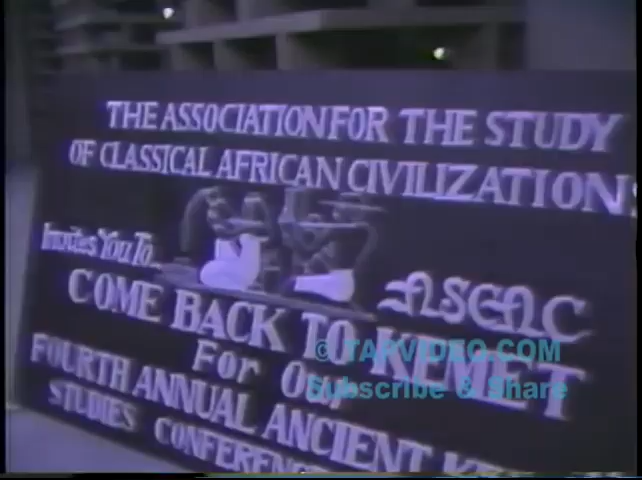 THE ASSOCIATION FOR THE STUDY
OF CLASSICAL AFRICAN CIVILIZATIONS
Invites You To...
ASCAC
COME BACK TO KEMET
For Our
FOURTH ANNUAL ANCIENT
STUDIES CONFERENCE
© TAPVIDEO.COM
Subscribe & Share